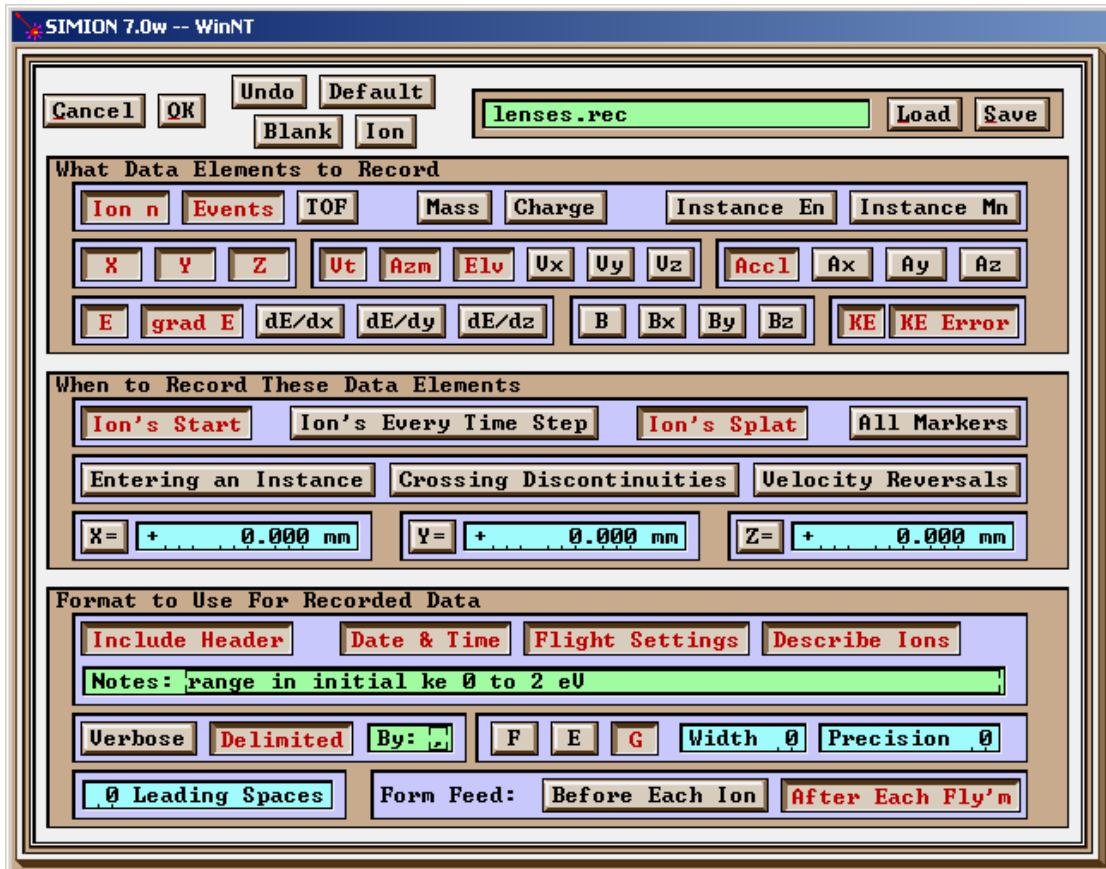 SIMION 7.0w -- WinNT
Cancel OK Undo Default
Blank Ion
lenses.rec Load Save
What Data Elements to Record
Ion n Events TOF Mass Charge Instance En Instance Mn
X Y Z Vt Azm Elv Vx Vy Vz Accl Ax Ay Az
E grad E dE/dx dE/dy dE/dz B Bx By Bz KE KE Error
When to Record These Data Elements
Ion's Start Ion's Every Time Step Ion's Splat All Markers
Entering an Instance Crossing Discontinuities Velocity Reversals
X= + 0.000 mm Y= + 0.000 mm Z= + 0.000 mm
Format to Use For Recorded Data
Include Header Date & Time Flight Settings Describe Ions
Notes: range in initial ke 0 to 2 eV
Verbose Delimited By: , F E G Width 0 Precision 0
0 Leading Spaces Form Feed: Before Each Ion After Each Fly'm